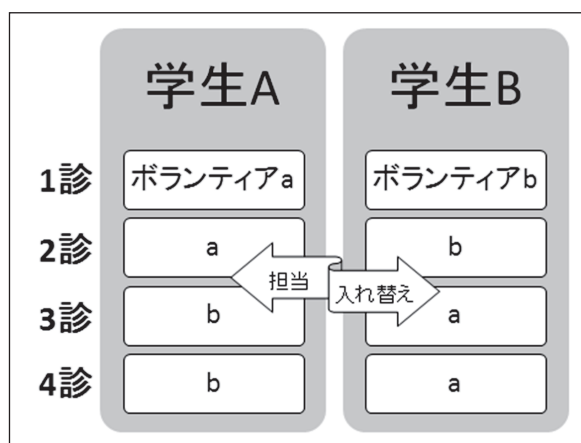 学生A 学生B
1診 ボランティアa ボランティアb
2診 a b
担当 入れ替え
3診 b a
4診 b a